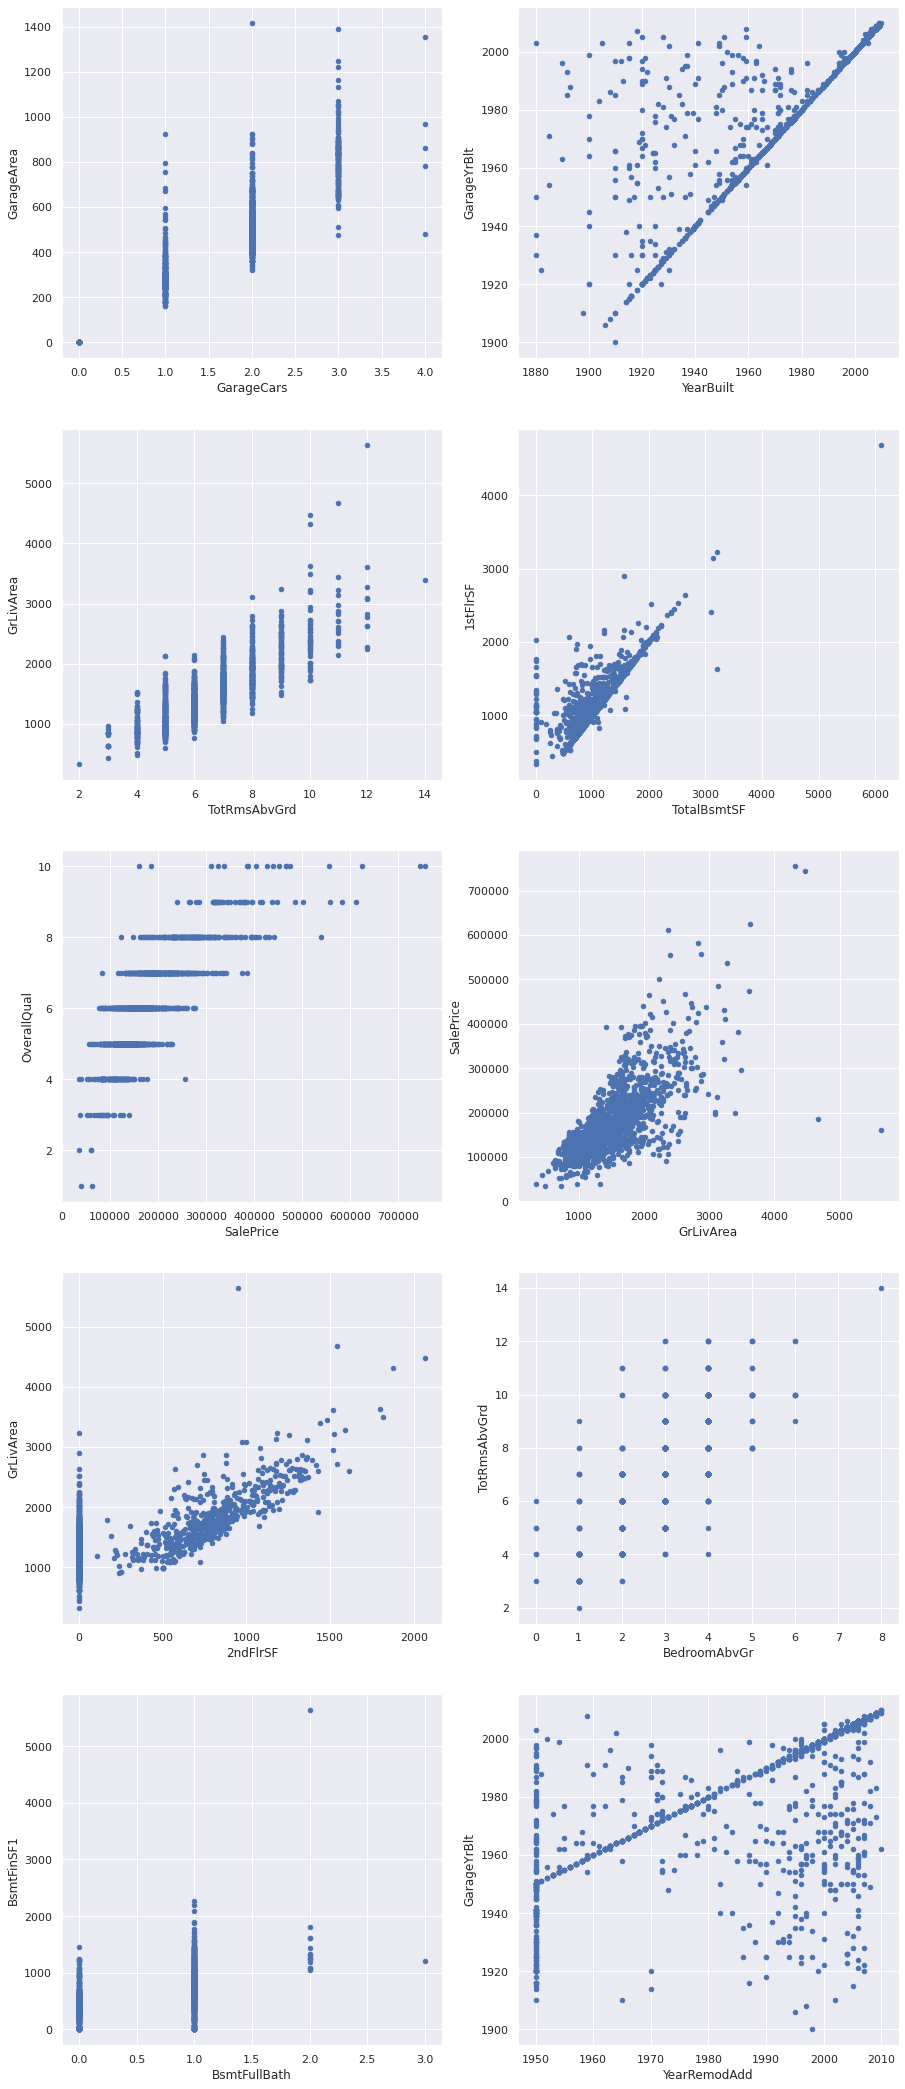 1400
1200
1000
800
600
400
200
0
GarageArea
0.0 0.5 1.0 1.5 2.0 2.5 3.0 3.5 4.0
GarageCars
2000
1980
1960
1940
1920
1900
GarageYrBlt
1880 1900 1920 1940 1960 1980 2000
YearBuilt
5000
4000
3000
2000
1000
GrLivArea
2 4 6 8 10 12 14
TotRmsAbvGrd
4000
3000
2000
1000
1stFlrSF
0 1000 2000 3000 4000 5000 6000
TotalBsmtSF
10
8
6
4
2
OverallQual
0 100000 200000 300000 400000 500000 600000 700000
SalePrice
700000
600000
500000
400000
300000
200000
100000
0
SalePrice
1000 2000 3000 4000 5000
GrLivArea
5000
4000
3000
2000
1000
GrLivArea
0 500 1000 1500 2000
2ndFlrSF
14
12
10
8
6
4
2
TotRmsAbvGrd
0 1 2 3 4 5 6 7 8
BedroomAbvGr
5000
4000
3000
2000
1000
0
BsmtFinSF1
0.0 0.5 1.0 1.5 2.0 2.5 3.0
BsmtFullBath
2000
1980
1960
1940
1920
1900
GarageYrBlt
1950 1960 1970 1980 1990 2000 2010
YearRemodAdd